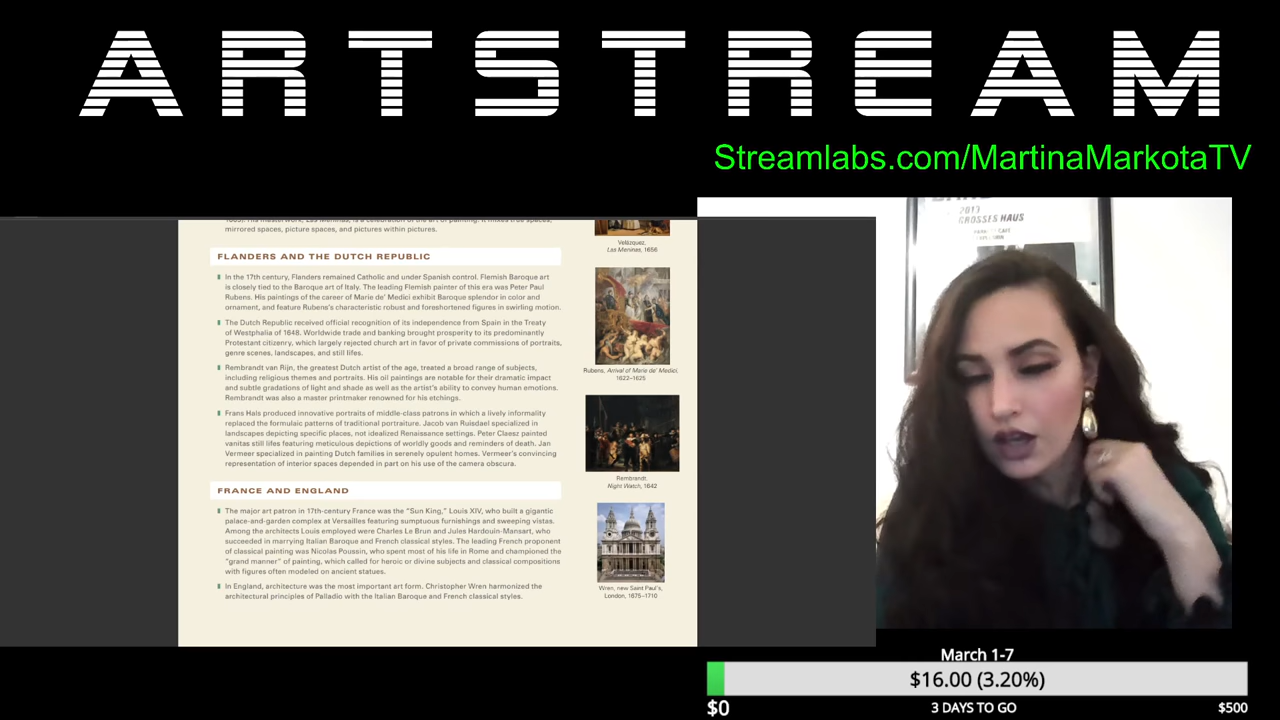 ARTSTREAM
Streamlabs.com/MartinaMarkotaTV
2013
GROSSES HAUS
mirrored spaces, picture spaces, and pictures within pictures.
Velázquez,
Las Meninas, 1656
FLANDERS AND THE DUTCH REPUBLIC
In the 17th century, Flanders remained Catholic and under Spanish control. Flemish Baroque art
is closely tied to the Baroque art of Italy. The leading Flemish painter of this era was Peter Paul
Rubens. His paintings of the career of Marie de' Medici exhibit Baroque splendor in color and
ornament, and feature Rubens's characteristic robust and foreshortened figures in swirling motion.
The Dutch Republic received official recognition of its independence from Spain in the Treaty
of Westphalia of 1648. Worldwide trade and banking brought prosperity to its predominantly
Protestant citizenry, which largely rejected church art in favor of private commissions of portraits,
genre scenes, landscapes, and still lifes.
Rubens, Arrival of Marie de' Medici,
1622–1625
Rembrandt van Rijn, the greatest Dutch artist of the age, treated a broad range of subjects,
including religious themes and portraits. His oil paintings are notable for their dramatic impact
and subtle gradations of light and shade as well as the artist's ability to convey human emotions.
Rembrandt was also a master printmaker renowned for his etchings.
Frans Hals produced innovative portraits of middle-class patrons in which a lively informality
replaced the formulaic patterns of traditional portraiture. Jacob van Ruisdael specialized in
landscapes depicting specific places, not idealized Renaissance settings. Peter Claesz painted
vanitas still lifes featuring meticulous depictions of worldly goods and reminders of death. Jan
Vermeer specialized in painting Dutch families in serenely opulent homes. Vermeer's convincing
representation of interior spaces depended in part on his use of the camera obscura.
Rembrandt,
Night Watch, 1642
FRANCE AND ENGLAND
The major art patron in 17th-century France was the "Sun King," Louis XIV, who built a gigantic
palace-and-garden complex at Versailles featuring sumptuous furnishings and sweeping vistas.
Among the architects Louis employed were Charles Le Brun and Jules Hardouin-Mansart, who
succeeded in marrying Italian Baroque and French classical styles. The leading French proponent
of classical painting was Nicolas Poussin, who spent most of his life in Rome and championed the
"grand manner" of painting, which called for heroic or divine subjects and classical compositions
with figures often modeled on ancient statues.
In England, architecture was the most important art form. Christopher Wren harmonized the
architectural principles of Palladio with the Italian Baroque and French classical styles.
Wren, new Saint Paul's,
London, 1675–1710
March 1-7
$16.00 (3.20%)
$0
3 DAYS TO GO
$500